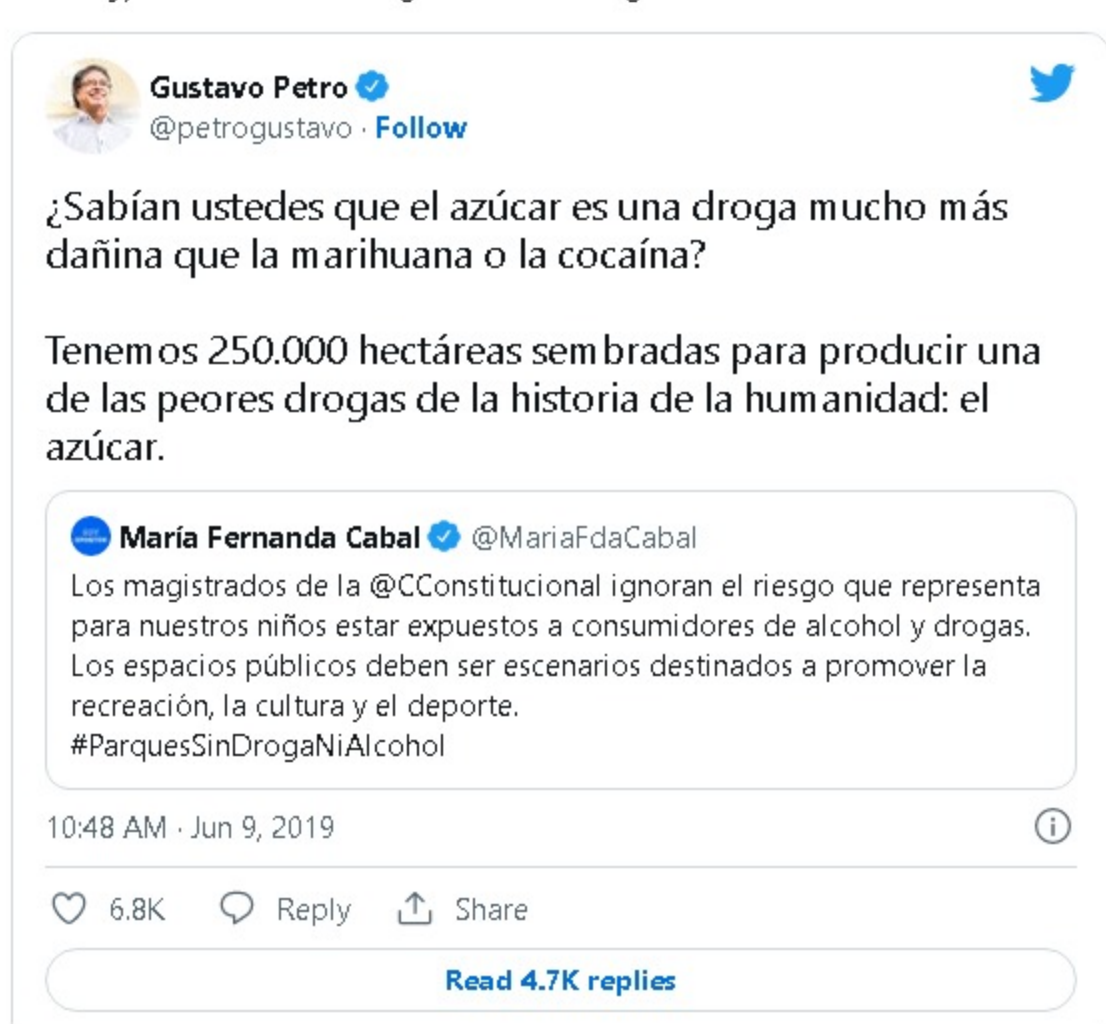 Gustavo Petro
@petrogustavo · Follow
¿Sabían ustedes que el azúcar es una droga mucho más
dañina que la marihuana o la cocaína?
Tenemos 250.000 hectáreas sembradas para producir una
de las peores drogas de la historia de la humanidad: el
azúcar.
María Fernanda Cabal @MariaFdaCabal
Los magistrados de la @CConstitucional ignoran el riesgo que representa
para nuestros niños estar expuestos a consumidores de alcohol y drogas.
Los espacios públicos deben ser escenarios destinados a promover la
recreación, la cultura y el deporte.
#ParquesSinDrogaNiAlcohol
10:48 AM · Jun 9, 2019
6.8K Reply Share
Read 4.7K replies